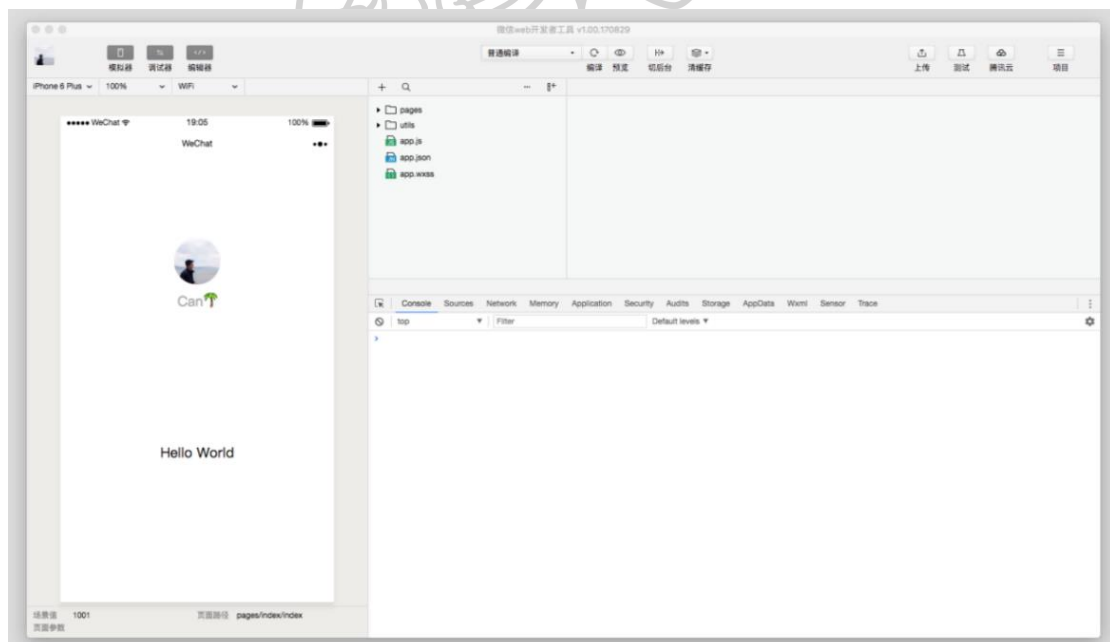 微信web开发者工具 v1.00.170829
模拟器 调试器 编辑器 普通编译 编译 预览 切后台 清缓存 上传 测试 腾讯云 项目
iPhone 6 Plus 100% WiFi
WeChat 19:05 100%
WeChat
Can
Hello World
场景值 1001 页面路径 pages/index/index
页面参数
pages
utils
app.js
app.json
app.wxss
Console Sources Network Memory Application Security Audits Storage AppData Wxml Sensor Trace
top Filter Default levels